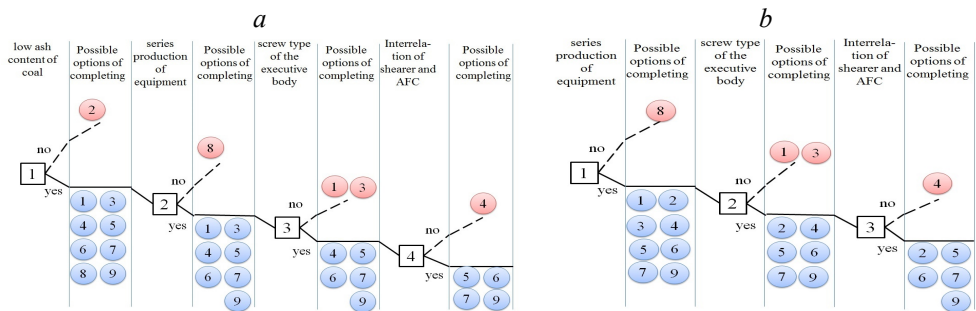 a
low ash
content of
coal
Possible
options of
completing
series
production
of
equipment
Possible
options of
completing
screw type
of the
executive
body
Possible
options of
completing
Interrela-
tion of
shearer and
AFC
Possible
options of
completing
1
no
yes
2
1 3
4 5
6 7
8 9
2
no
yes
8
1 3
4 5
6 7
9
3
no
yes
1 3
4 5
6 7
9
4
no
yes
4
5 6
7 9
b
series
production
of
equipment
Possible
options of
completing
screw type
of the
executive
body
Possible
options of
completing
Interrela-
tion of
shearer and
AFC
Possible
options of
completing
1
no
yes
8
1 2
3 4
5 6
7 9
2
no
yes
1 3
2 4
5 6
7 9
3
no
yes
4
2 5
6 7
9